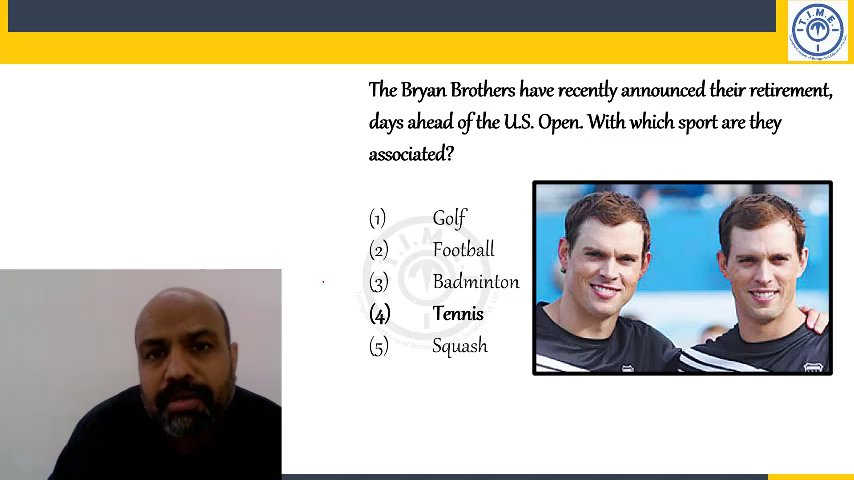 T.I.M.E.
The Bryan Brothers have recently announced their retirement,
days ahead of the U.S. Open. With which sport are they
associated?
(1) Golf
(2) Football
(3) Badminton
(4) Tennis
(5) Squash